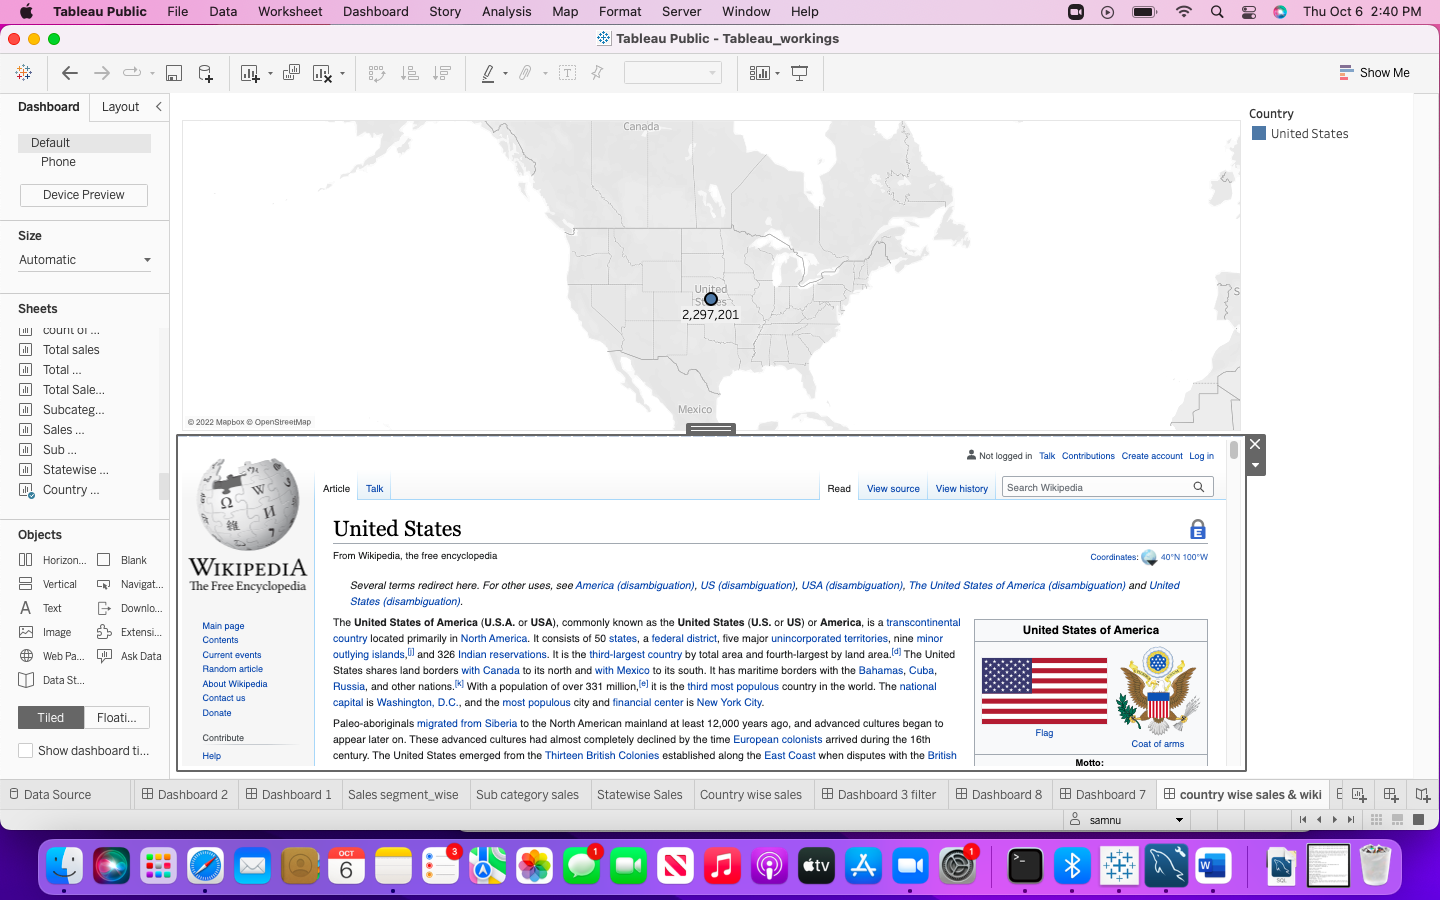 Tableau Public File Data Worksheet Dashboard Story Analysis Map Format Server Window Help Thu Oct 6 2:40 PM
Tableau Public - Tableau_workings
Show Me
Dashboard Layout
Default
Phone
Device Preview
Size
Automatic
Sheets
count of ...
Total sales
Total ...
Total Sale...
Subcateg...
Sales ...
Sub ...
Statewise ...
Country ...
Objects
Horizon... Blank
Vertical Navigat...
Text Downlo...
Image Extensi...
Web Pa... Ask Data
Data St...
Tiled Floati...
Show dashboard ti...
Canada
United
States
2,297,201
Mexico
© 2022 Mapbox © OpenStreetMap
S
Country
United States
Not logged in Talk Contributions Create account Log in
Article Talk Read View source View history Search Wikipedia
WIKIPEDIA
The Free Encyclopedia
Main page
Contents
Current events
Random article
About Wikipedia
Contact us
Donate
Contribute
Help
United States
From Wikipedia, the free encyclopedia
Coordinates: 40°N 100°W
Several terms redirect here. For other uses, see America (disambiguation), US (disambiguation), USA (disambiguation), The United States of America (disambiguation) and United
States (disambiguation).
The United States of America (U.S.A. or USA), commonly known as the United States (U.S. or US) or America, is a transcontinental
country located primarily in North America. It consists of 50 states, a federal district, five major unincorporated territories, nine minor
outlying islands,[j] and 326 Indian reservations. It is the third-largest country by total area and fourth-largest by land area.[d] The United
States shares land borders with Canada to its north and with Mexico to its south. It has maritime borders with the Bahamas, Cuba,
Russia, and other nations.[k] With a population of over 331 million,[e] it is the third most populous country in the world. The national
capital is Washington, D.C., and the most populous city and financial center is New York City.
Paleo-aboriginals migrated from Siberia to the North American mainland at least 12,000 years ago, and advanced cultures began to
appear later on. These advanced cultures had almost completely declined by the time European colonists arrived during the 16th
century. The United States emerged from the Thirteen British Colonies established along the East Coast when disputes with the British
United States of America
Flag
Coat of arms
Motto:
Data Source Dashboard 2 Dashboard 1 Sales segment_wise Sub category sales Statewise Sales Country wise sales Dashboard 3 filter Dashboard 8 Dashboard 7 country wise sales & wiki
samnu
OCT
6
3
1
tv
1
SQL